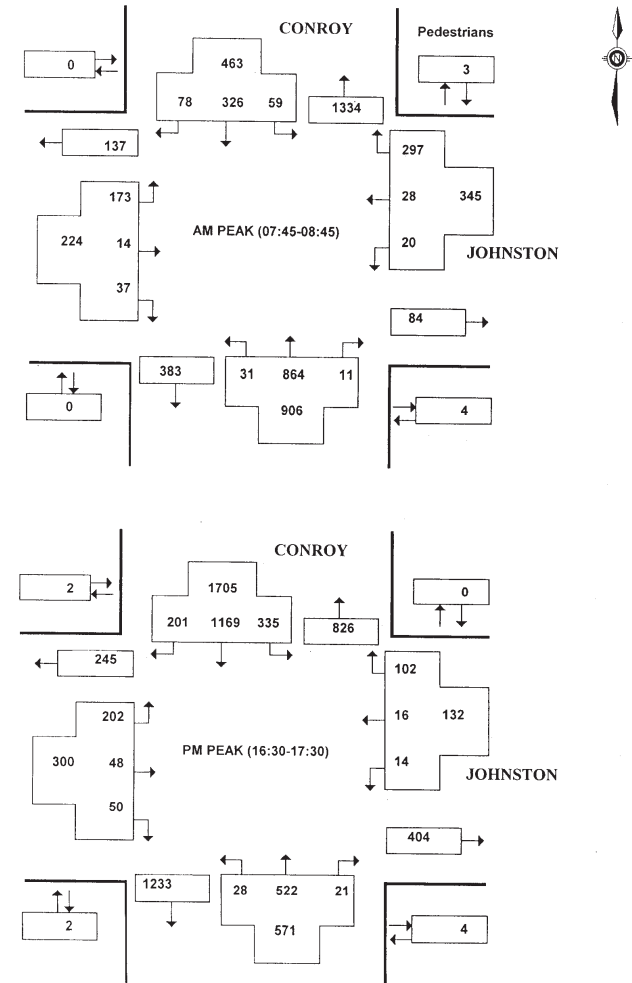 CONROY
Pedestrians
0
463
3
78 326 59
1334
N
137
297
173
28 345
224 14
AM PEAK (07:45-08:45)
20
JOHNSTON
37
84
383
31 864 11
0
906
4
CONROY
2
1705
0
201 1169 335
826
245
102
202
16 132
300 48
PM PEAK (16:30-17:30)
14
JOHNSTON
50
404
1233
28 522 21
2
571
4